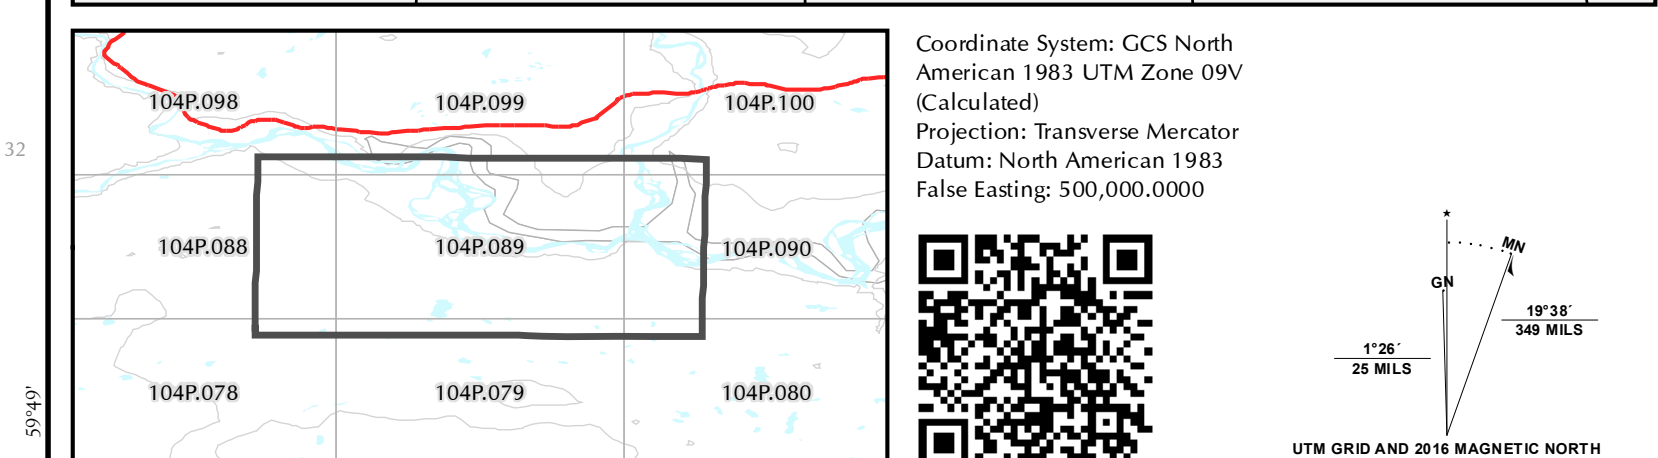 32
59°49'
104P.098 104P.099 104P.100
104P.088 104P.089 104P.090
104P.078 104P.079 104P.080
Coordinate System: GCS North
American 1983 UTM Zone 09V
(Calculated)
Projection: Transverse Mercator
Datum: North American 1983
False Easting: 500,000.0000
MN
GN
19°38´
349 MILS
1°26´
25 MILS
UTM GRID AND 2016 MAGNETIC NORTH